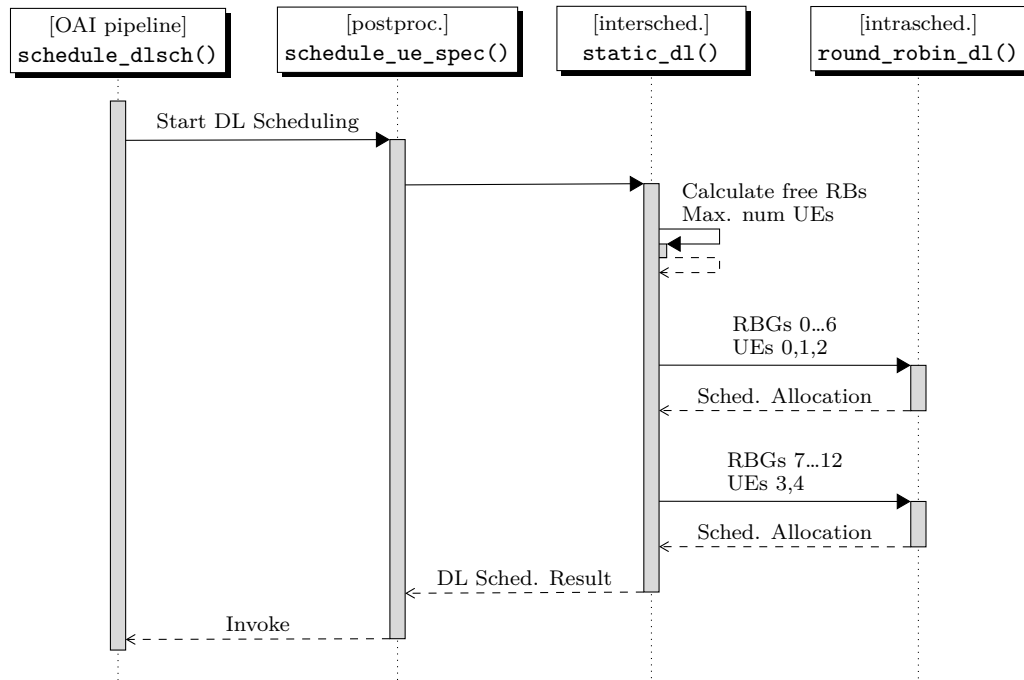 [OAI pipeline]
schedule_dlsch()
[postproc.]
schedule_ue_spec()
[intersched.]
static_dl()
[intrasched.]
round_robin_dl()
Start DL Scheduling
Calculate free RBs
Max. num UEs
RBGs 0...6
UEs 0,1,2
Sched. Allocation
RBGs 7...12
UEs 3,4
Sched. Allocation
DL Sched. Result
Invoke